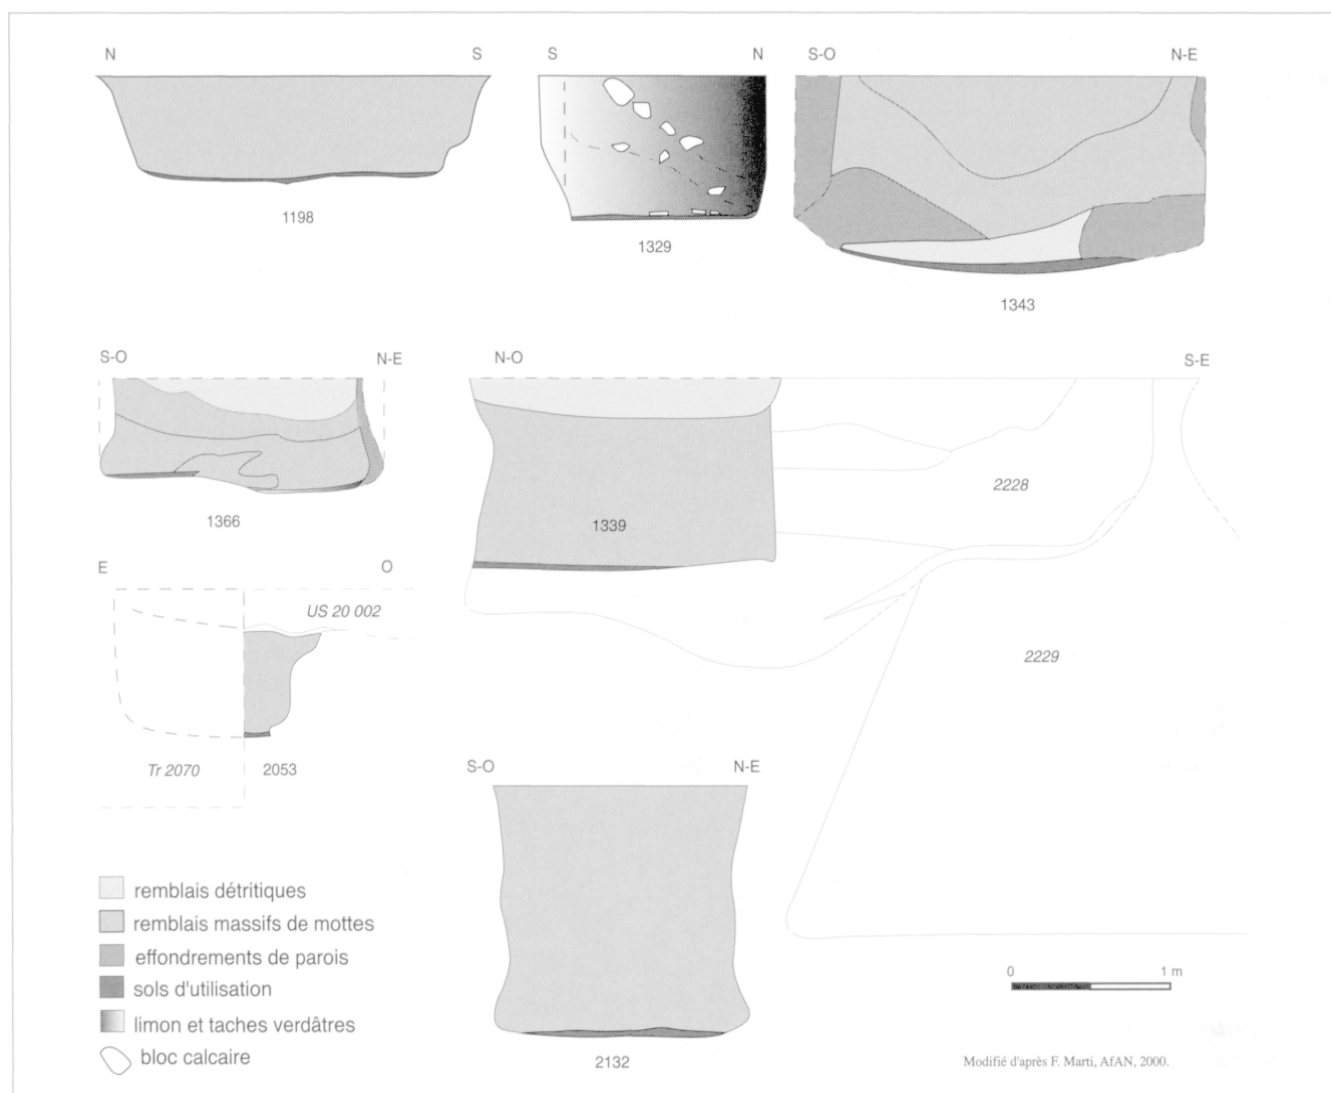 N S S N S-O N-E
1198
1329
1343
S-O N-E N-O S-E
1366
1339
2228
E O
US 20 002
2229
Tr 2070 2053
S-O N-E
remblais détritiques
remblais massifs de mottes
effondrements de parois
sols d'utilisation
limon et taches verdâtres
bloc calcaire
2132
0 1 m
Modifié d'après F. Marti, AfAN, 2000.